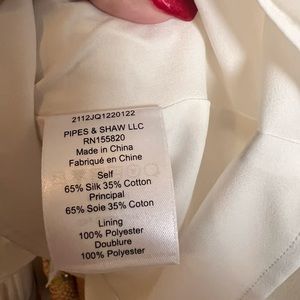 2112JQ1220122
PIPES & SHAW LLC
RN155820
Made in China
Fabriqué en Chine
Self
65% Silk 35% Cotton
Principal
65% Soie 35% Coton
Lining
100% Polyester
Doublure
100% Polyester